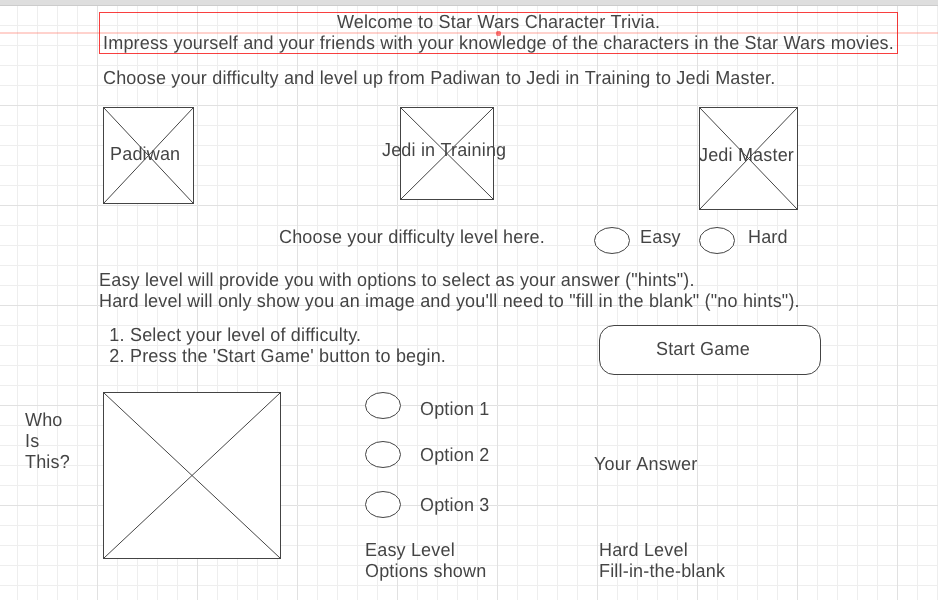 Welcome to Star Wars Character Trivia.
Impress yourself and your friends with your knowledge of the characters in the Star Wars movies.
Choose your difficulty and level up from Padiwan to Jedi in Training to Jedi Master.
Padiwan
Jedi in Training
Jedi Master
Choose your difficulty level here.
Easy
Hard
Easy level will provide you with options to select as your answer ("hints").
Hard level will only show you an image and you'll need to "fill in the blank" ("no hints").
1. Select your level of difficulty.
2. Press the 'Start Game' button to begin.
Start Game
Who
Is
This?
Option 1
Option 2
Option 3
Your Answer
Easy Level
Options shown
Hard Level
Fill-in-the-blank